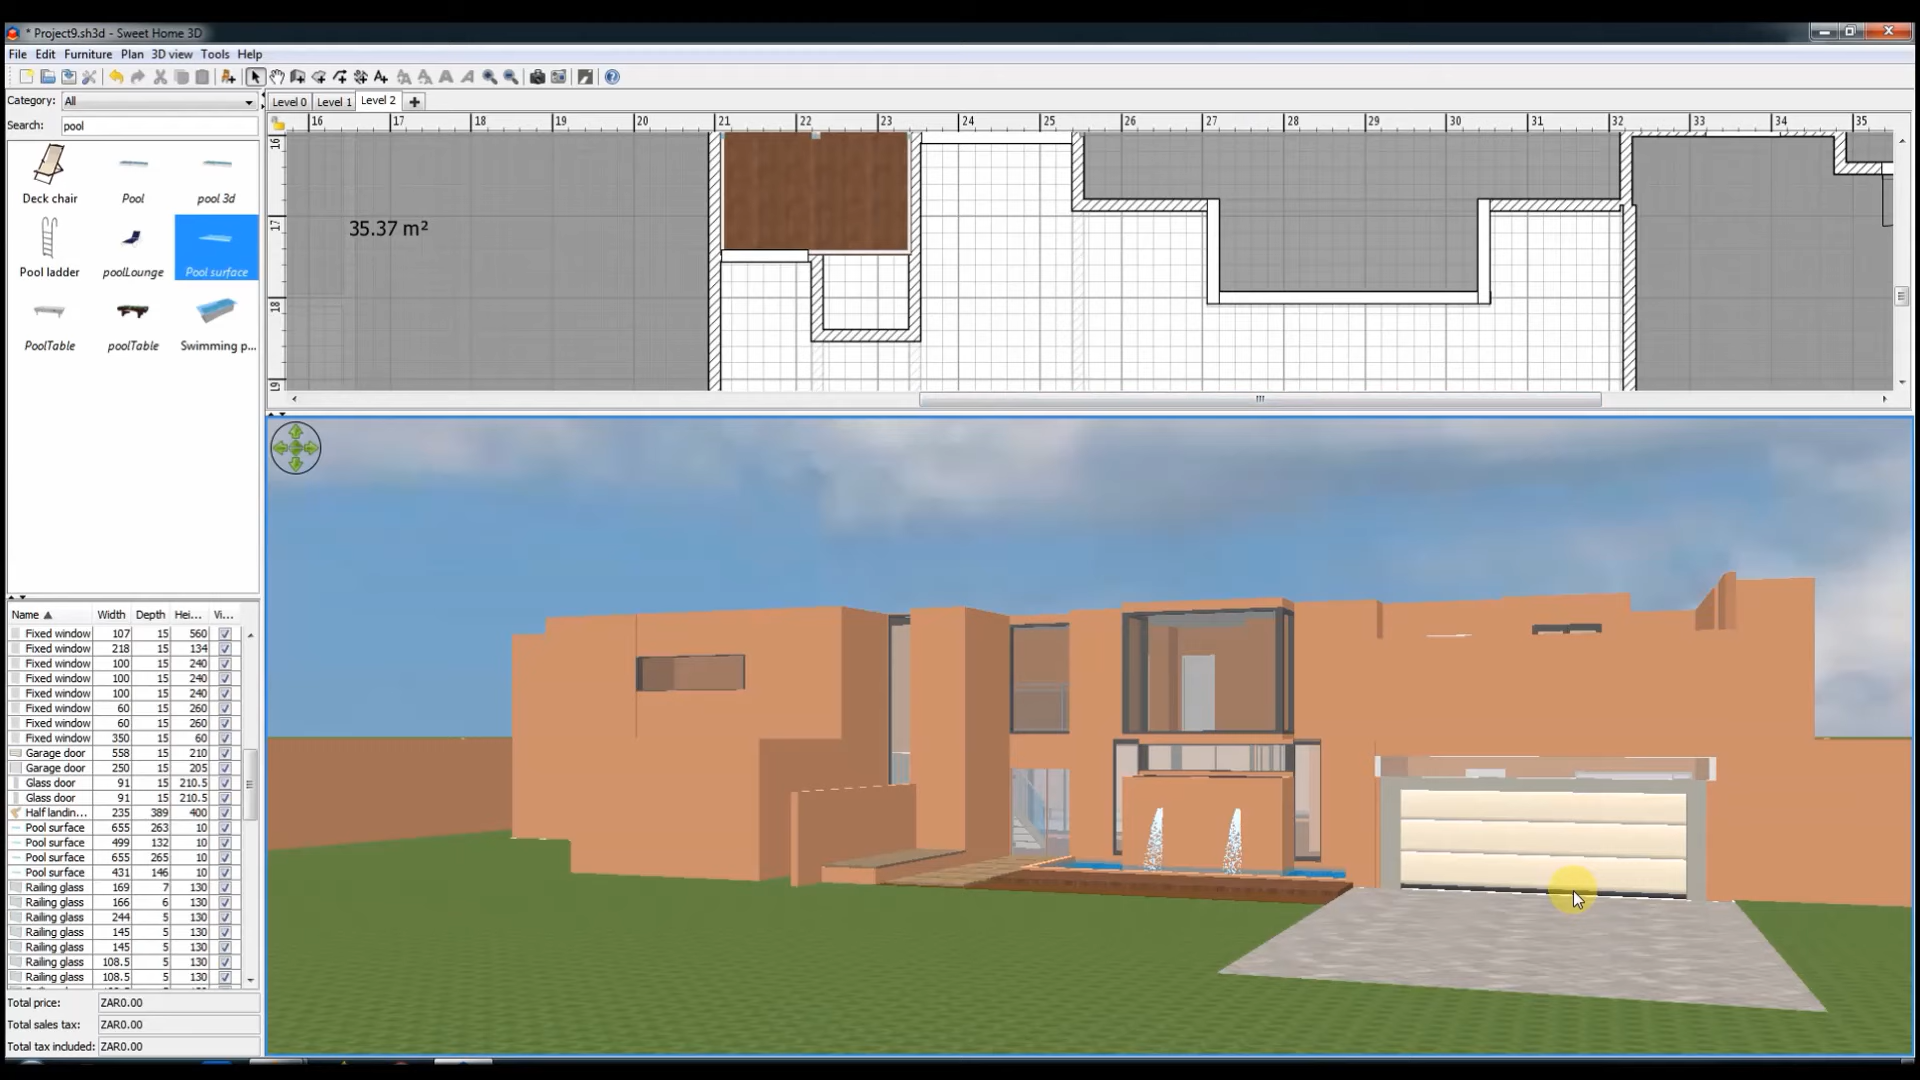 * Project9.sh3d - Sweet Home 3D
File Edit Furniture Plan 3D view Tools Help
Category: All
Search: pool
Deck chair Pool pool 3d
Pool ladder poolLounge Pool surface
PoolTable poolTable Swimming p...
Level 0 Level 1 Level 2
16 17 18 19 20 21 22 23 24 25 26 27 28 29 30 31 32 33 34 35
16
17
18
19
35.37 m²
Name Width Depth Hei... Vi...
Fixed window 107 15 560
Fixed window 218 15 134
Fixed window 100 15 240
Fixed window 100 15 240
Fixed window 100 15 240
Fixed window 60 15 260
Fixed window 60 15 260
Fixed window 350 15 60
Garage door 558 15 210
Garage door 250 15 205
Glass door 91 15 210.5
Glass door 91 15 210.5
Half landin... 235 389 400
Pool surface 655 263 10
Pool surface 499 132 10
Pool surface 655 265 10
Pool surface 431 146 10
Railing glass 169 7 130
Railing glass 166 6 130
Railing glass 244 5 130
Railing glass 145 5 130
Railing glass 145 5 130
Railing glass 108.5 5 130
Railing glass 108.5 5 130
Total price: ZAR0.00
Total sales tax: ZAR0.00
Total tax included: ZAR0.00